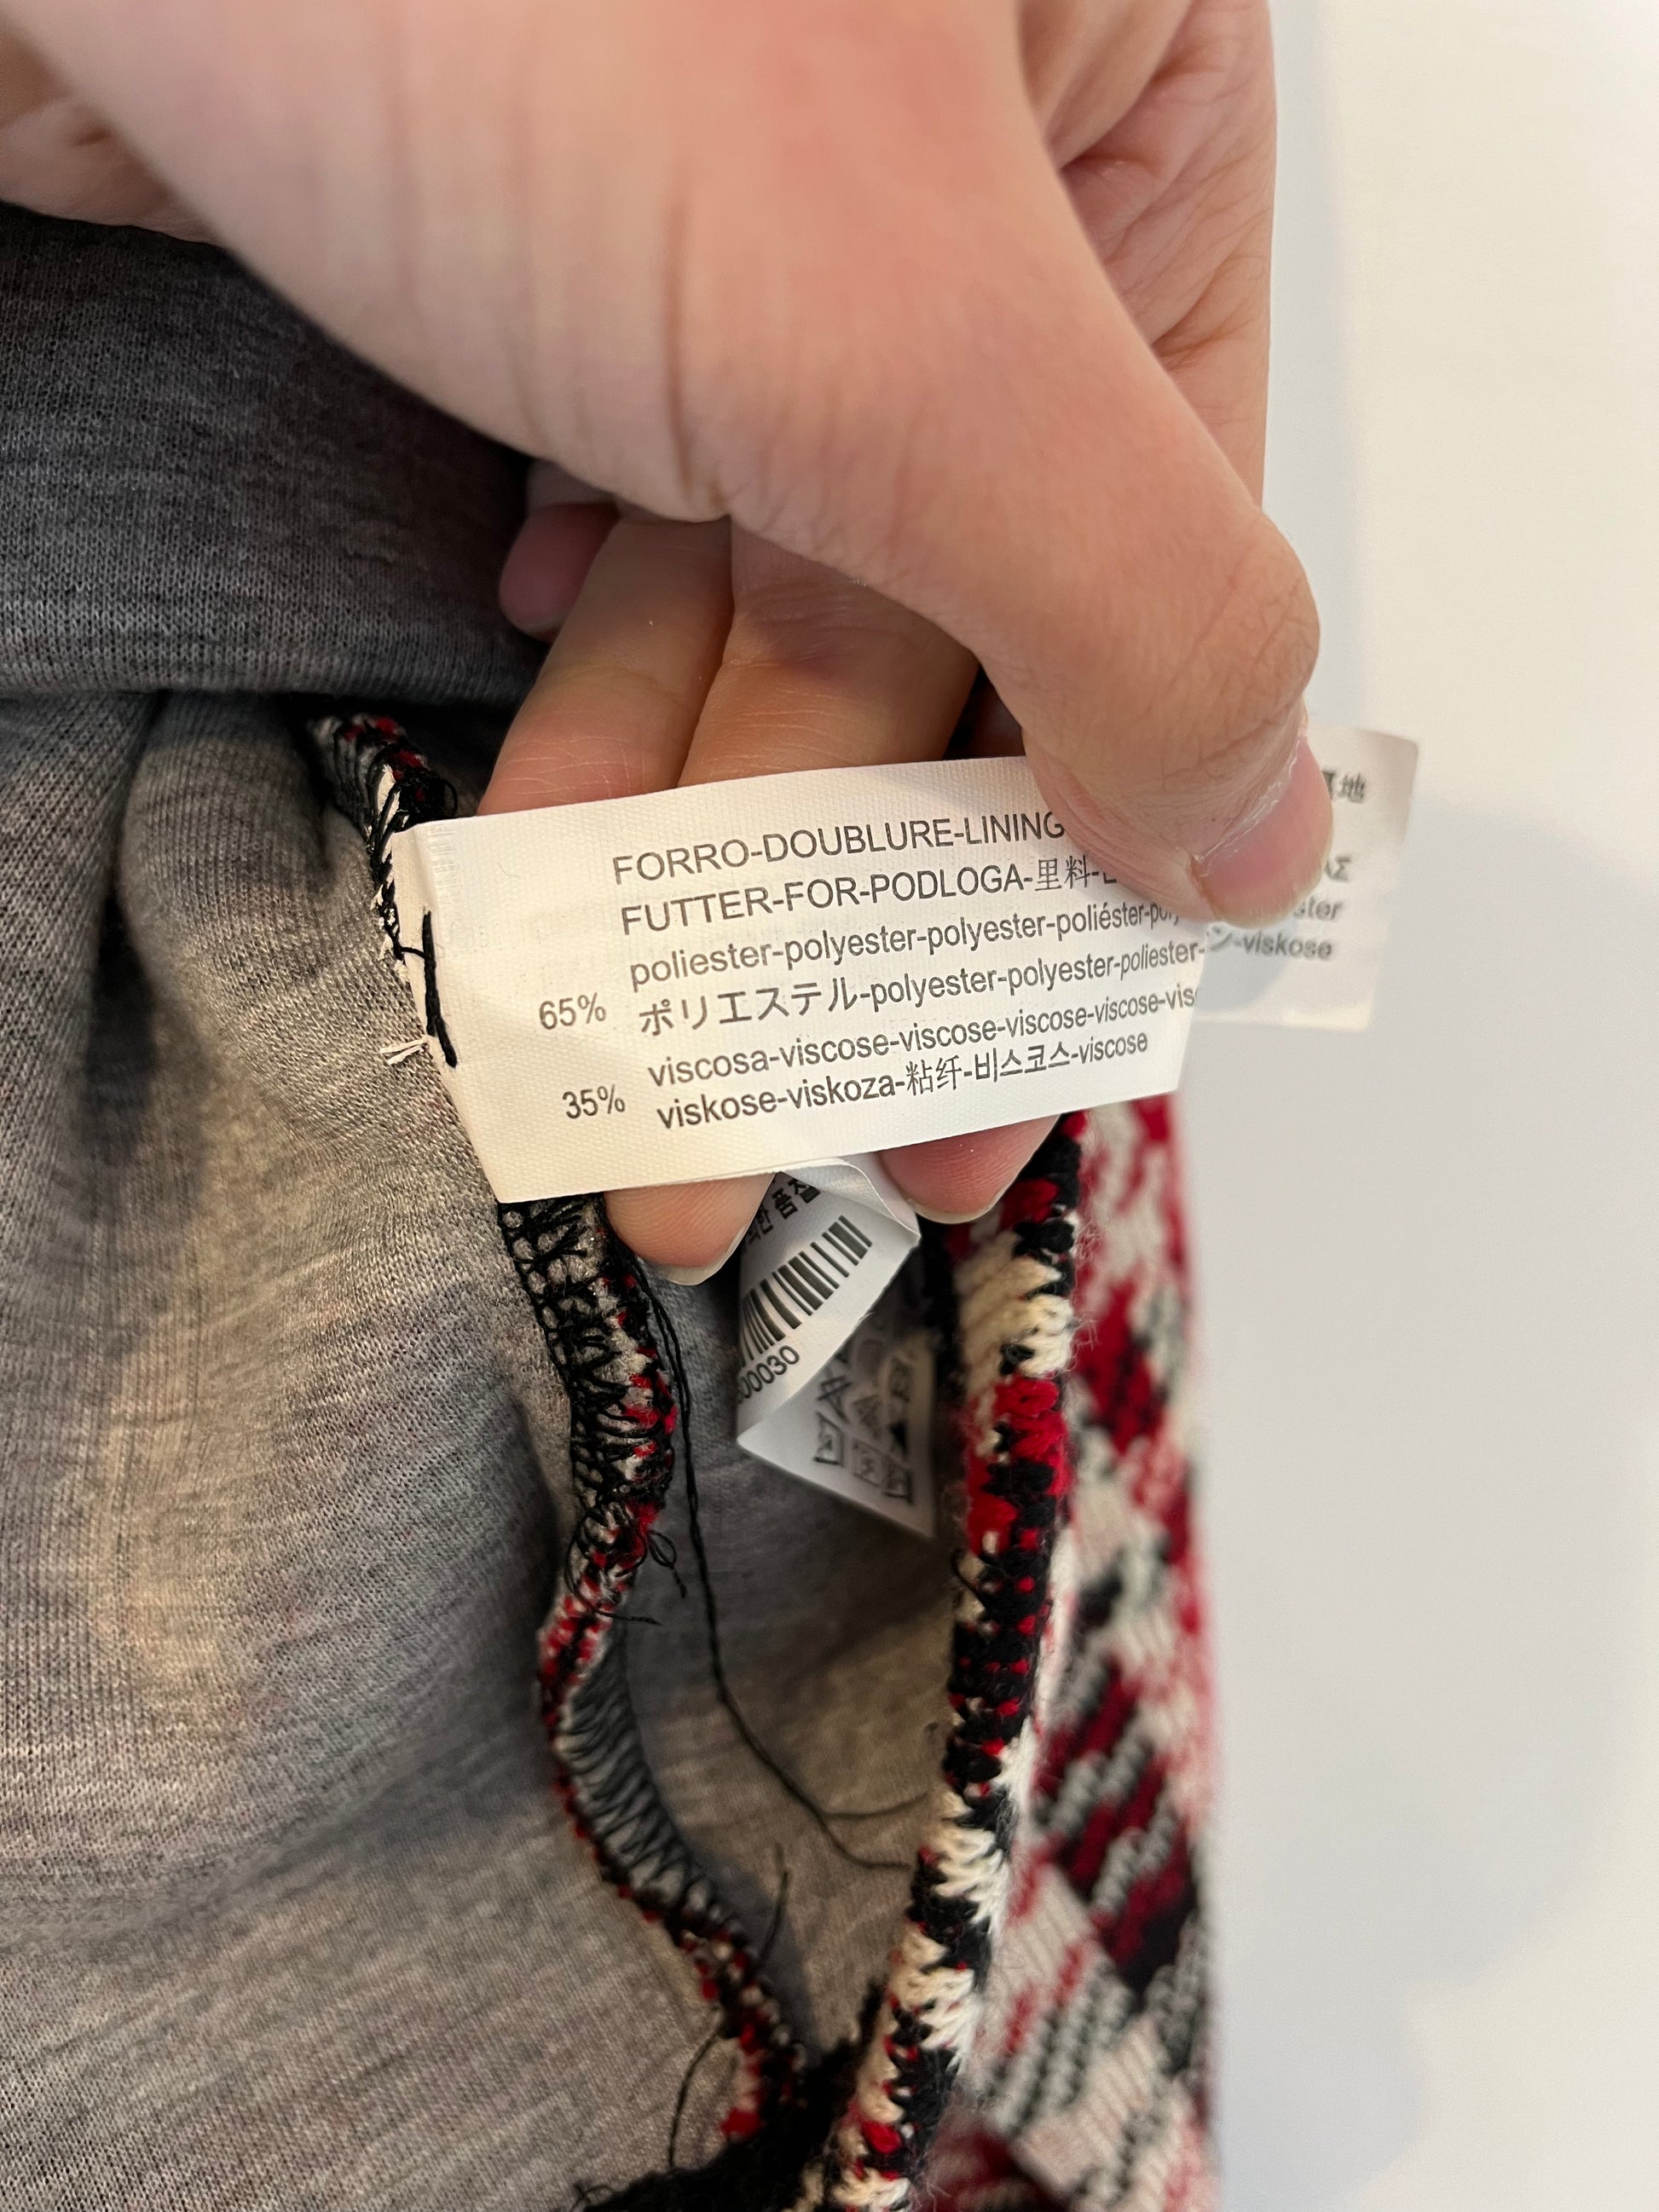 FORRO-DOUBLURE-LINING
FUTTER-FOR-PODLOGA-里料-
65% poliester-polyester-polyester-poliéster-
ポリエステル-polyester-polyester-poliester-
35% viscosa-viscose-viscose-viscose-viscose-
viskose-viskoza-粘纤-비스코스-viscose
地
-viskose
00030